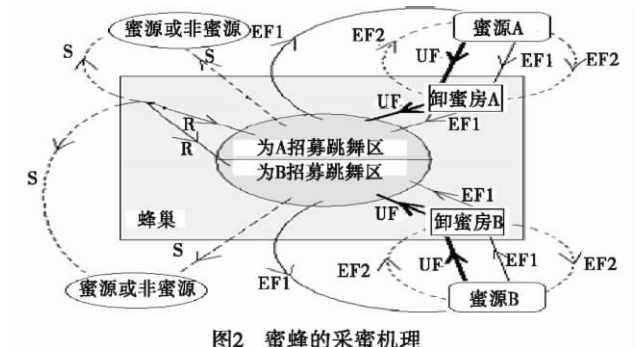 蜜源或非蜜源
EF1
EF2
蜜源A
S
S
UF
EF1
EF2
UF
卸蜜房A
R
EF1
R
为A招募跳舞区
为B招募跳舞区
S
EF1
蜂巢
UF
卸蜜房B
S
UF
EF1
EF2
EF2
蜜源或非蜜源
EF1
蜜源B
图2 蜜蜂的采蜜机理